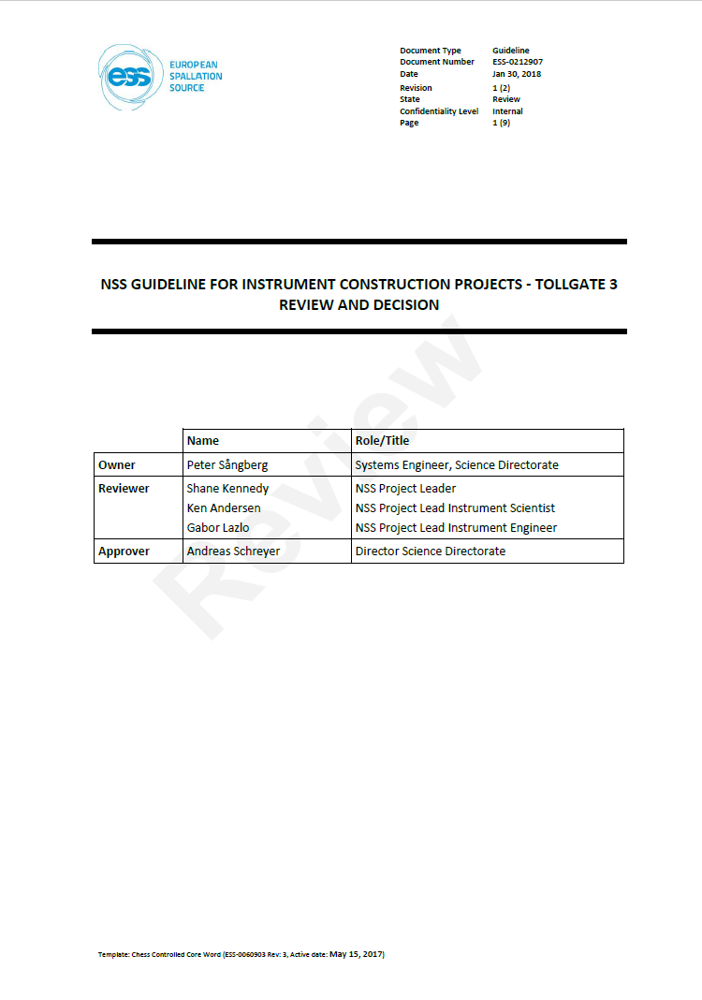 ess
EUROPEAN
SPALLATION
SOURCE
Document Type Guideline
Document Number ESS-0212907
Date Jan 30, 2018
Revision 1 (2)
State Review
Confidentiality Level Internal
Page 1 (9)
NSS GUIDELINE FOR INSTRUMENT CONSTRUCTION PROJECTS - TOLLGATE 3
REVIEW AND DECISION
Review
Name Role/Title
Owner Peter Sångberg Systems Engineer, Science Directorate
Reviewer Shane Kennedy NSS Project Leader
Ken Andersen NSS Project Lead Instrument Scientist
Gabor Lazlo NSS Project Lead Instrument Engineer
Approver Andreas Schreyer Director Science Directorate
Template: Chess Controlled Core Word (ESS-0060903 Rev: 3, Active date: May 15, 2017)